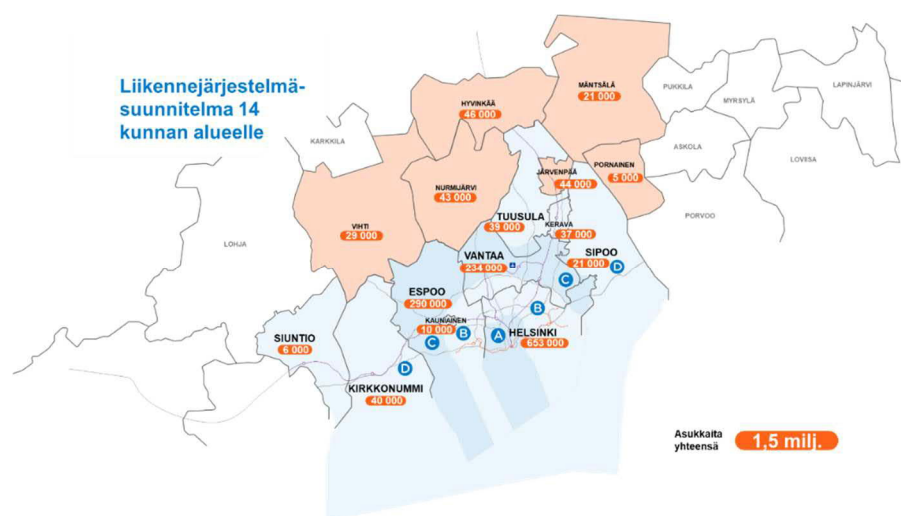 Liikennejärjestelmä-
suunnitelma 14
kunnan alueelle
MÄNTSÄLÄ
21 000
PUKKILA
MYRSYLÄ
LAPINJÄRVI
HYVINKÄÄ
46 000
KARKKILA
ASKOLA
LOVIISA
PORNAINEN
5 000
JÄRVENPÄÄ
44 000
NURMIJÄRVI
43 000
VIHTI
29 000
LOHJA
TUUSULA
39 000
KERAVA
37 000
PORVOO
SIPOO
21 000
D
C
VANTAA
234 000
ESPOO
290 000
KAUNIAINEN
10 000
B
C
B
A
HELSINKI
653 000
SIUNTIO
6 000
D
KIRKKONUMMI
40 000
Asukkaita
yhteensä
1,5 milj.